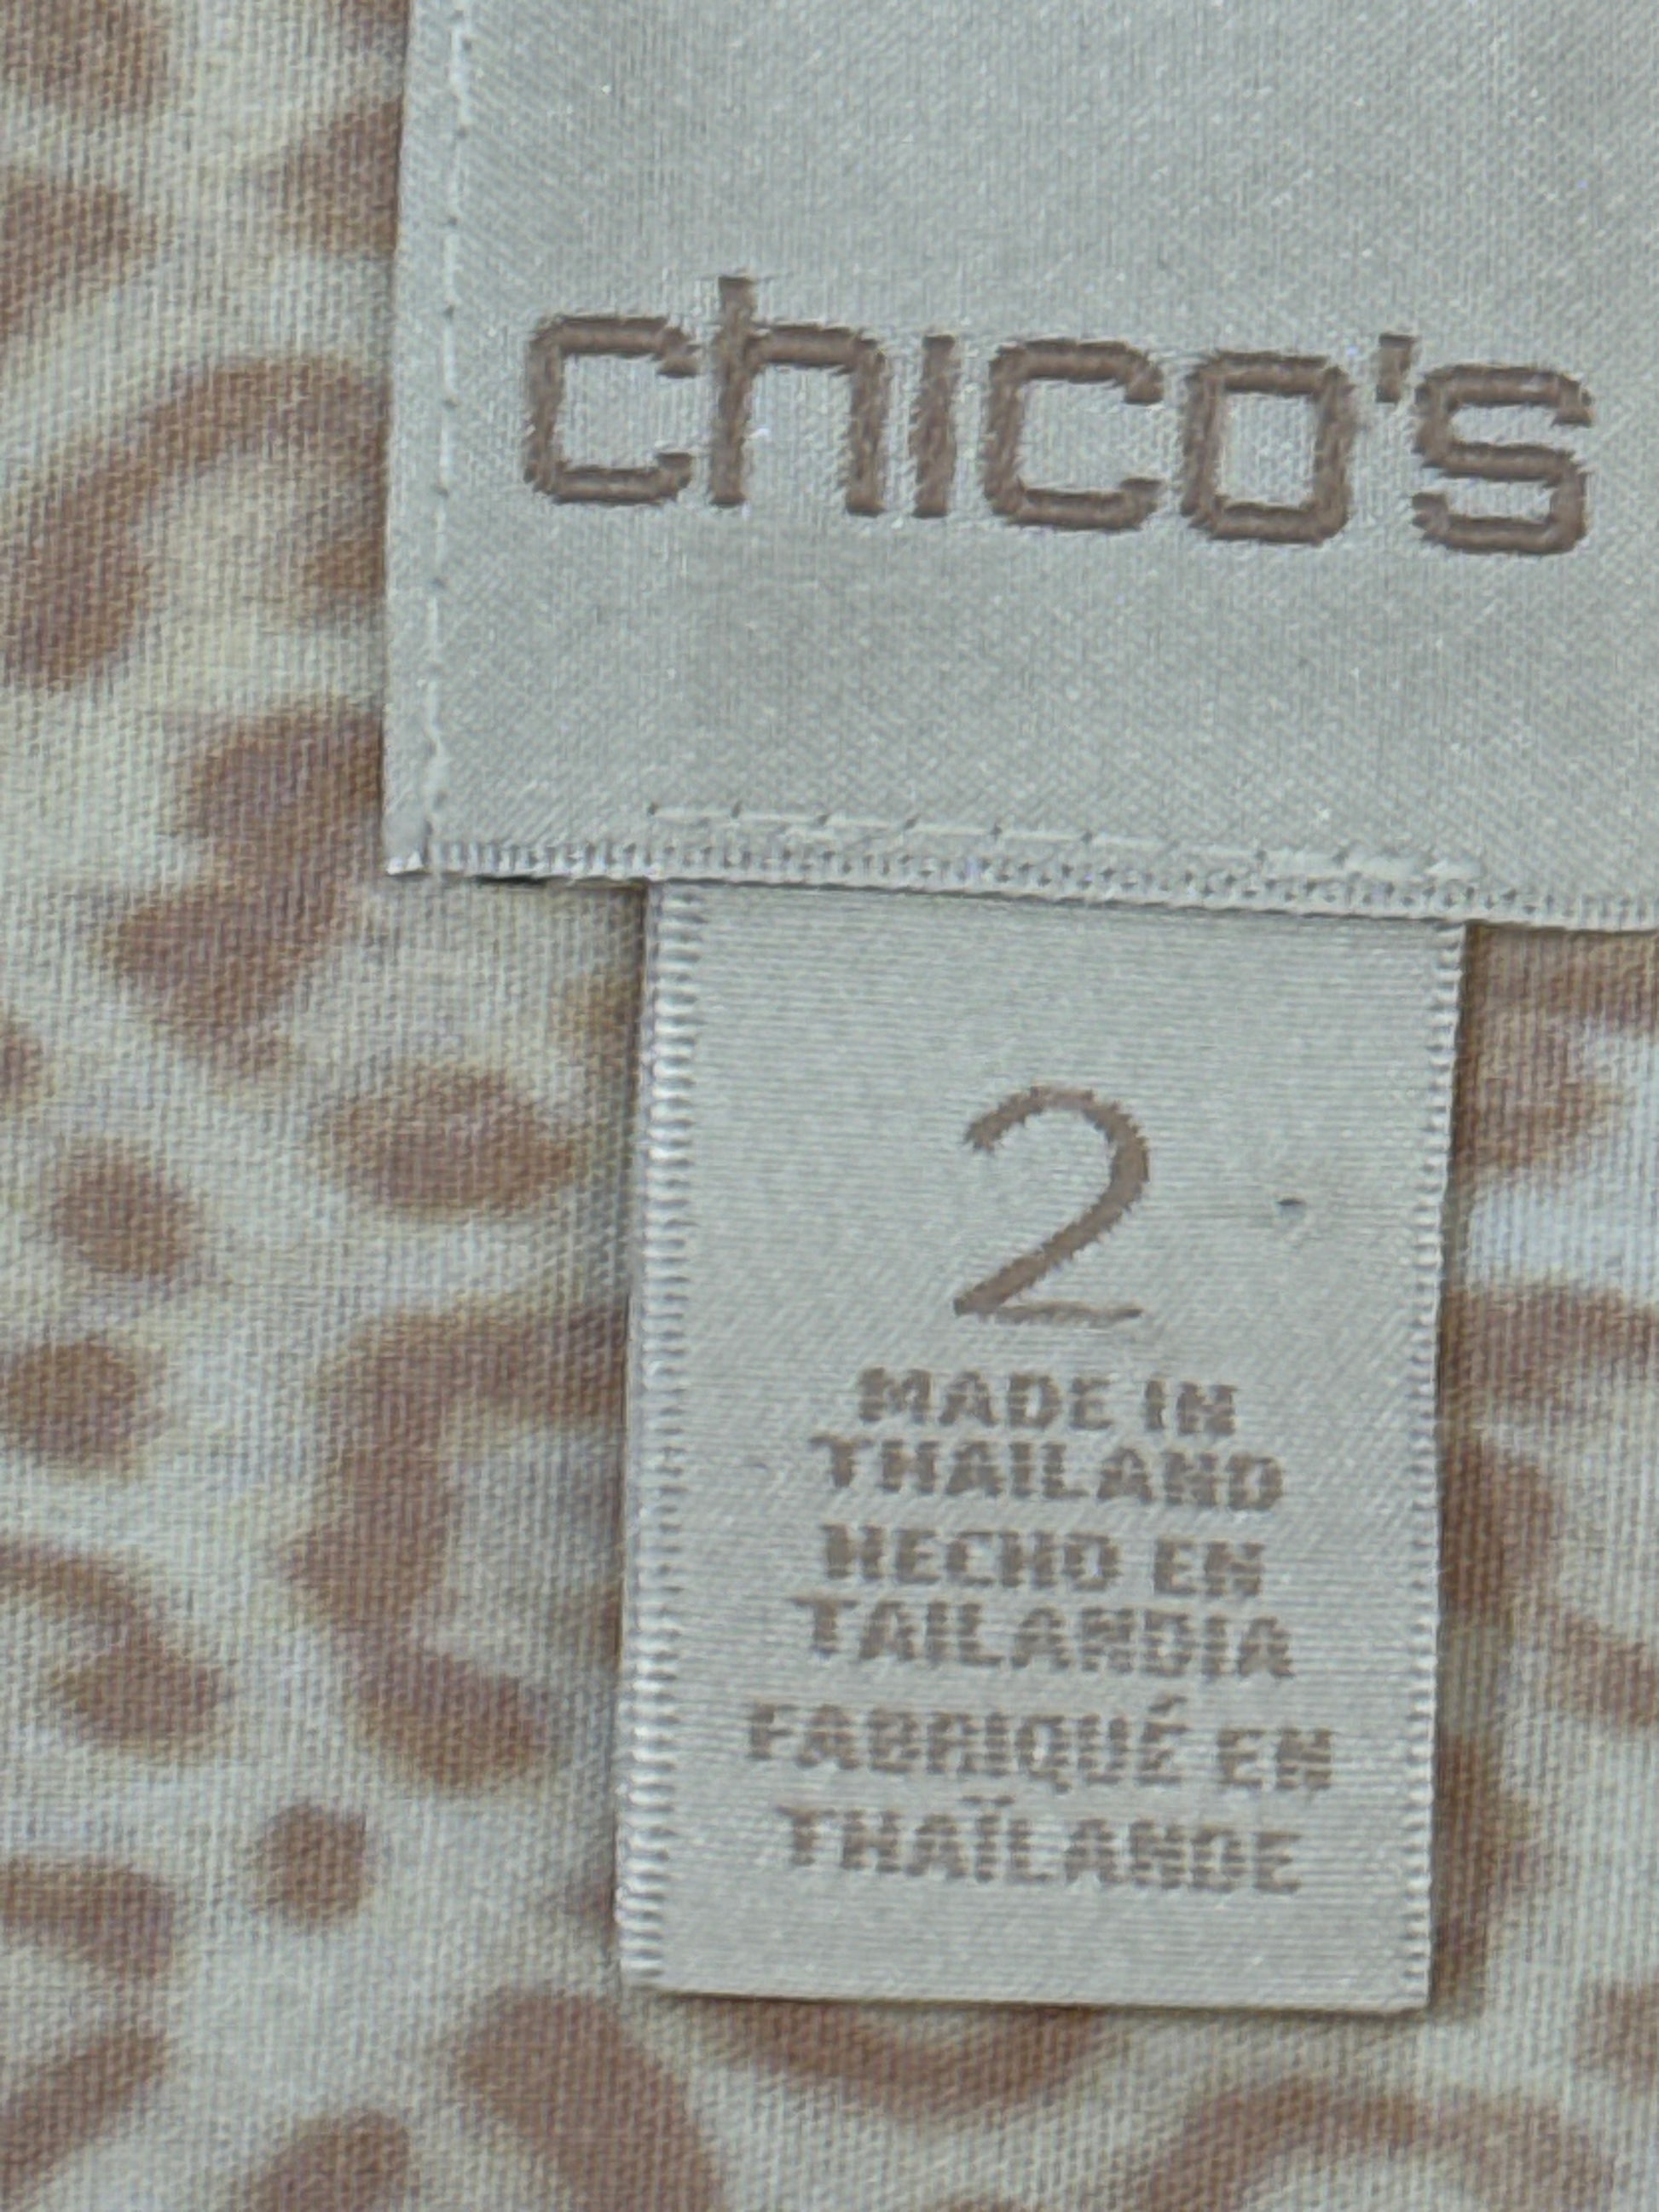 chico's
2
MADE IN
THAILAND
HECHO EN
TAILANDIA
FABRIQUÉ EN
THAÏLANDE